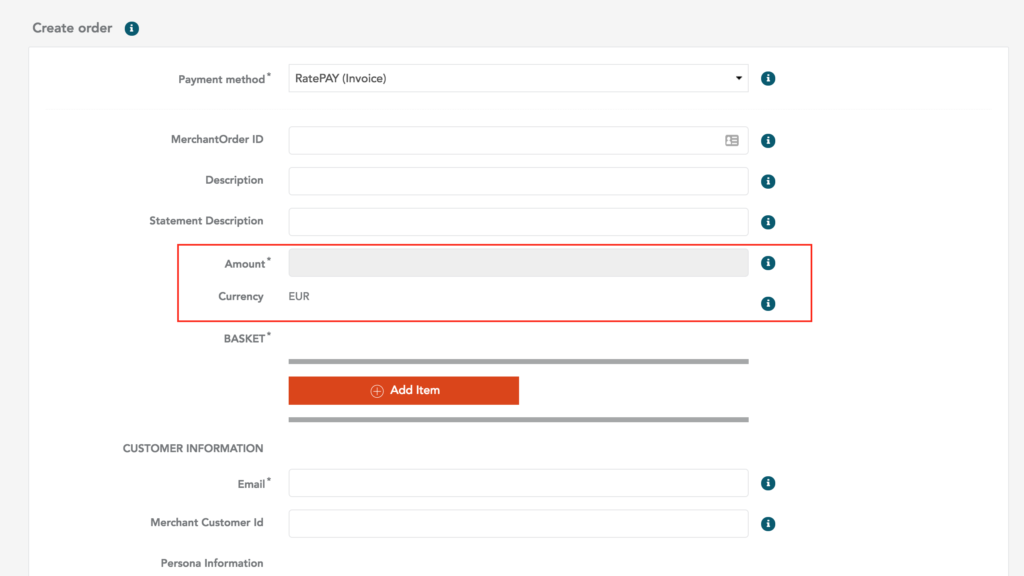 Create order
Payment method* RatePAY (Invoice)
MerchantOrder ID
Description
Statement Description
Amount*
Currency EUR
BASKET*
Add Item
CUSTOMER INFORMATION
Email*
Merchant Customer Id
Persona Information